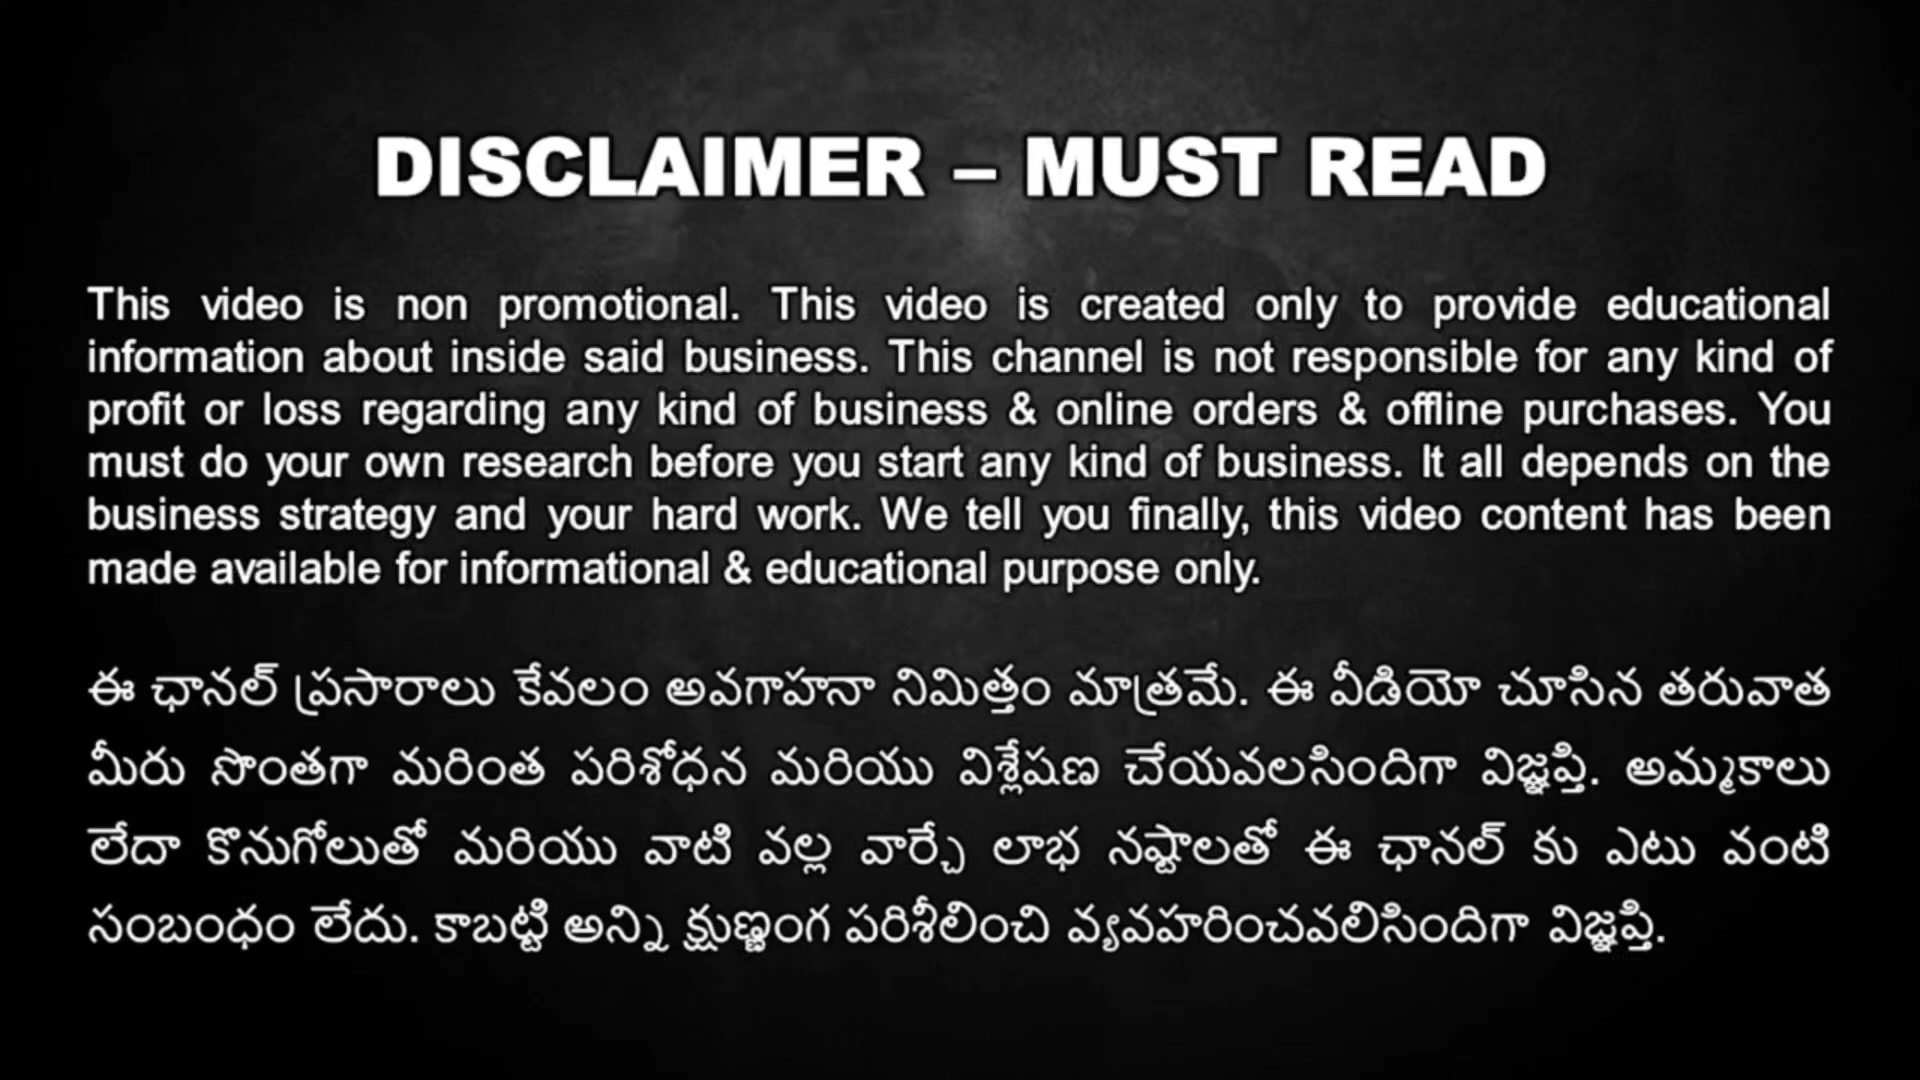 DISCLAIMER – MUST READ
This video is non promotional. This video is created only to provide educational
information about inside said business. This channel is not responsible for any kind of
profit or loss regarding any kind of business & online orders & offline purchases. You
must do your own research before you start any kind of business. It all depends on the
business strategy and your hard work. We tell you finally, this video content has been
made available for informational & educational purpose only.
ఈ ఛానల్ ప్రసారాలు కేవలం అవగాహనా నిమిత్తం మాత్రమే. ఈ వీడియో చూసిన తరువాత
మీరు సొంతగా మరింత పరిశోధన మరియు విశ్లేషణ చేయవలసిందిగా విజ్ఞప్తి. అమ్మకాలు
లేదా కొనుగోలుతో మరియు వాటి వల్ల వార్చే లాభ నష్టాలతో ఈ ఛానల్ కు ఎటు వంటి
సంబంధం లేదు. కాబట్టి అన్ని క్షుణ్ణంగ పరిశీలించి వ్యవహరించవలిసిందిగా విజ్ఞప్తి.